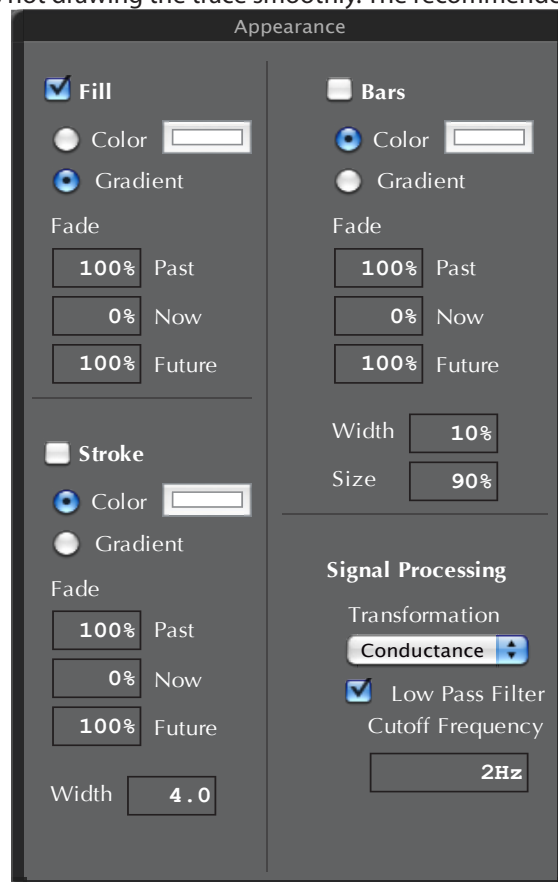 not drawing the trace smoothly. The recommende
Appearance
Fill
Color
Gradient
Fade
100% Past
0% Now
100% Future
Stroke
Color
Gradient
Fade
100% Past
0% Now
100% Future
Width 4.0
Bars
Color
Gradient
Fade
100% Past
0% Now
100% Future
Width 10%
Size 90%
Signal Processing
Transformation
Conductance
Low Pass Filter
Cutoff Frequency
2Hz